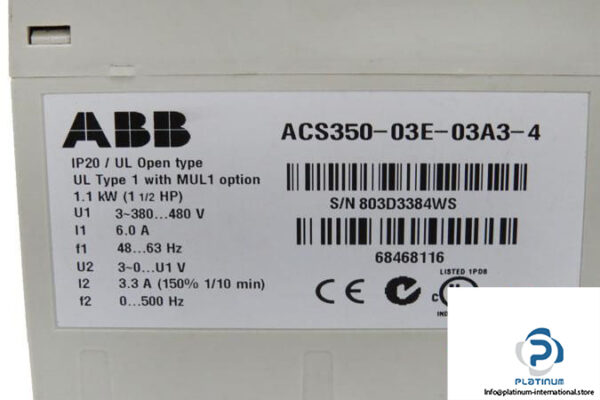 ABB
ACS350-03E-03A3-4
IP20 / UL Open type
UL Type 1 with MUL1 option
1.1 kW (1 1/2 HP)
U1 3~380...480 V
I1 6.0 A
f1 48...63 Hz
U2 3~0...U1 V
I2 3.3 A (150% 1/10 min)
f2 0...500 Hz
S/N 803D3384WS
68468116
CE
C
LISTED 1PDB
PLATINUM
Info@platinum-international.store